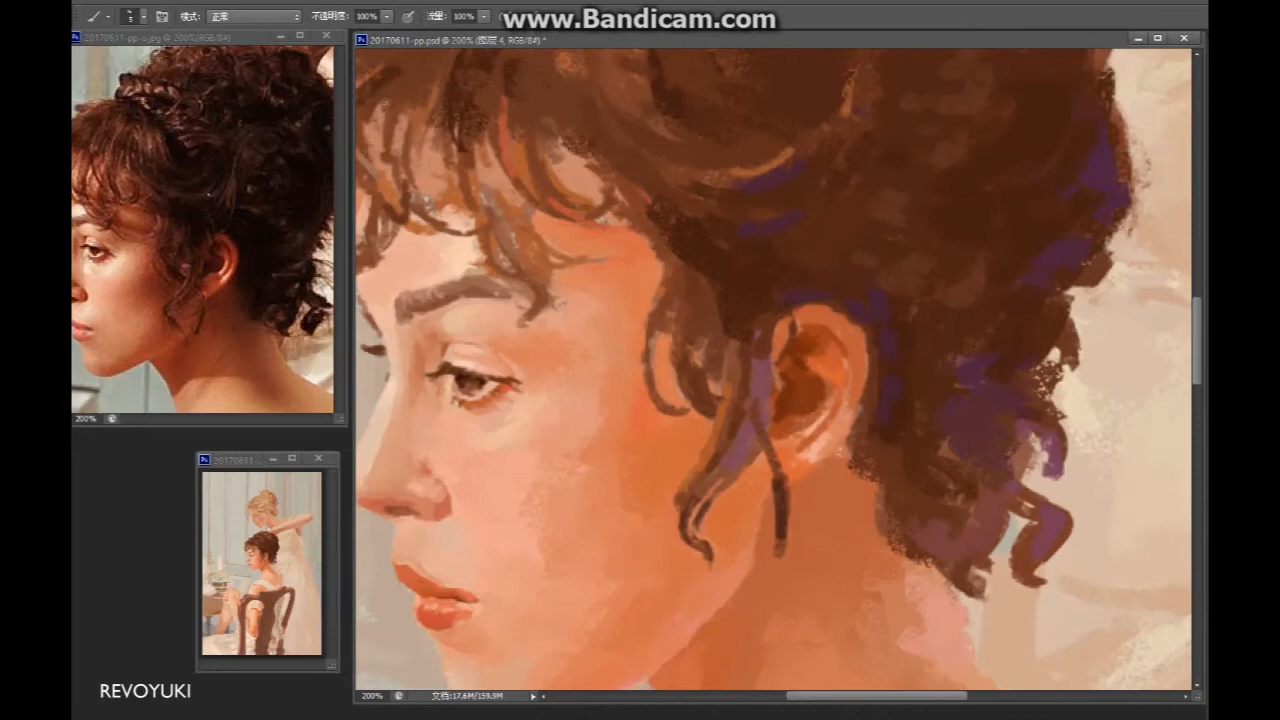 www.Bandicam.com
模式: 正常 不透明度: 100% 流量: 100%
20170611-pp-o.jpg @ 200%(RGB/8#)
20170611-pp.psd @ 200% (图层 4, RGB/8#) *
200%
20170611-
REVOYUKI
200% 文档:17.6M/159.9M